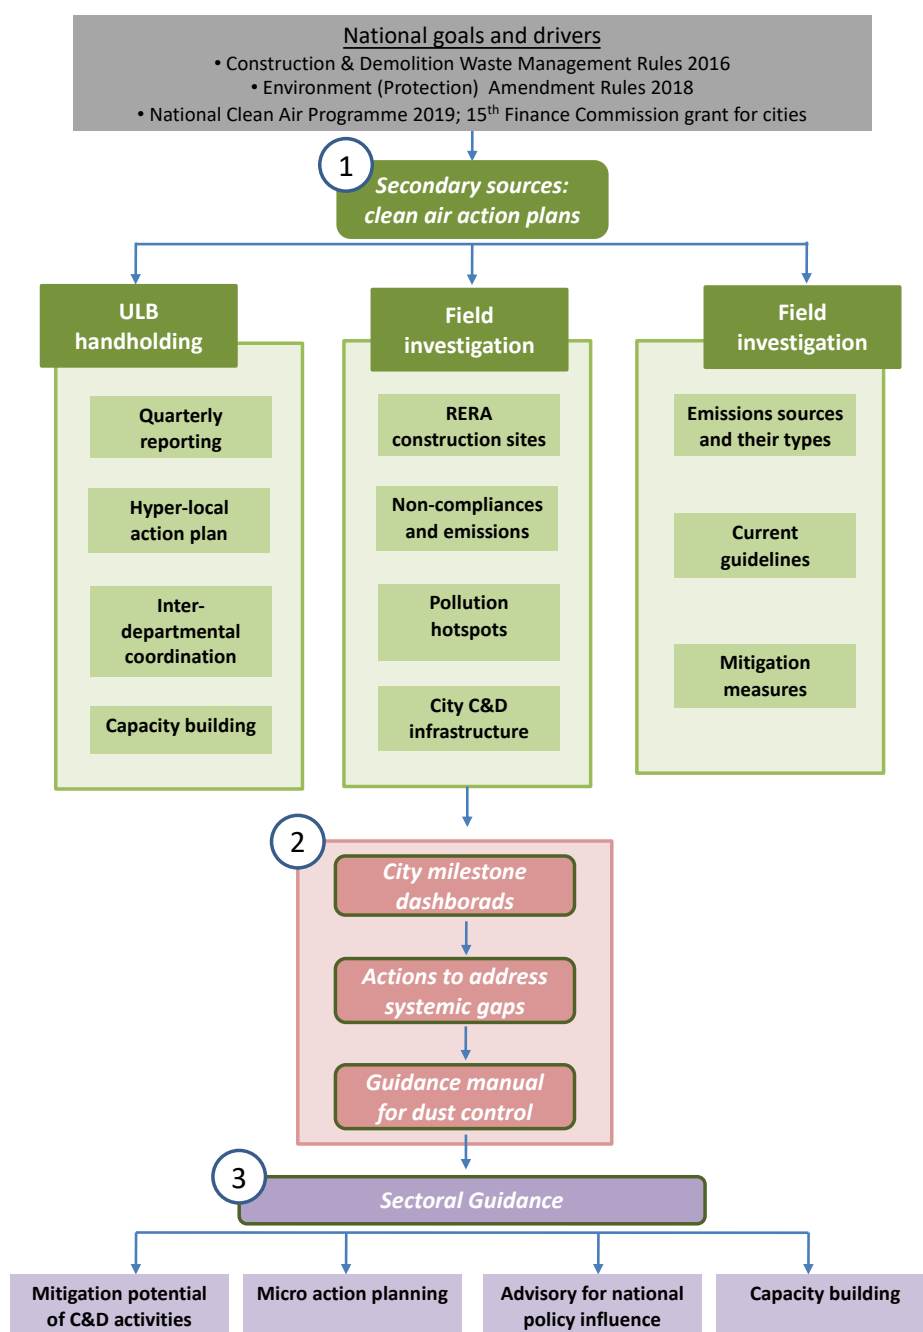 National goals and drivers
• Construction & Demolition Waste Management Rules 2016
• Environment (Protection) Amendment Rules 2018
• National Clean Air Programme 2019; 15th Finance Commission grant for cities
1
Secondary sources:
clean air action plans
ULB
handholding
Quarterly
reporting
Hyper-local
action plan
Inter-
departmental
coordination
Capacity building
Field
investigation
RERA
construction sites
Non-compliances
and emissions
Pollution
hotspots
City C&D
infrastructure
Field
investigation
Emissions sources
and their types
Current
guidelines
Mitigation
measures
2
City milestone
dashborads
Actions to address
systemic gaps
Guidance manual
for dust control
3
Sectoral Guidance
Mitigation potential
of C&D activities
Micro action planning
Advisory for national
policy influence
Capacity building